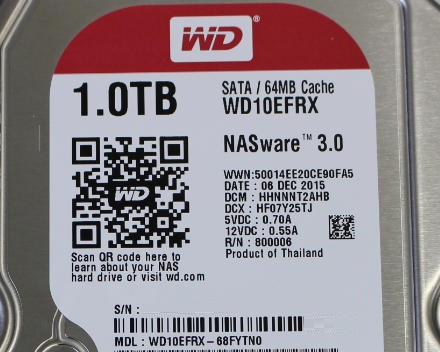 WD
1.0TB
SATA / 64MB Cache
WD10EFRX
NASware™ 3.0
WD
WWN:50014EE20CE90FA5
DATE : 06 DEC 2015
DCM : HHNNNT2AHB
DCX : HF07Y25TJ
5VDC : 0.70A
12VDC : 0.55A
R/N : 800006
Product of Thailand
Scan QR code here to
learn about your NAS
hard drive or visit wd.com
S/N :
MDL : WD10EFRX-68FYTN0